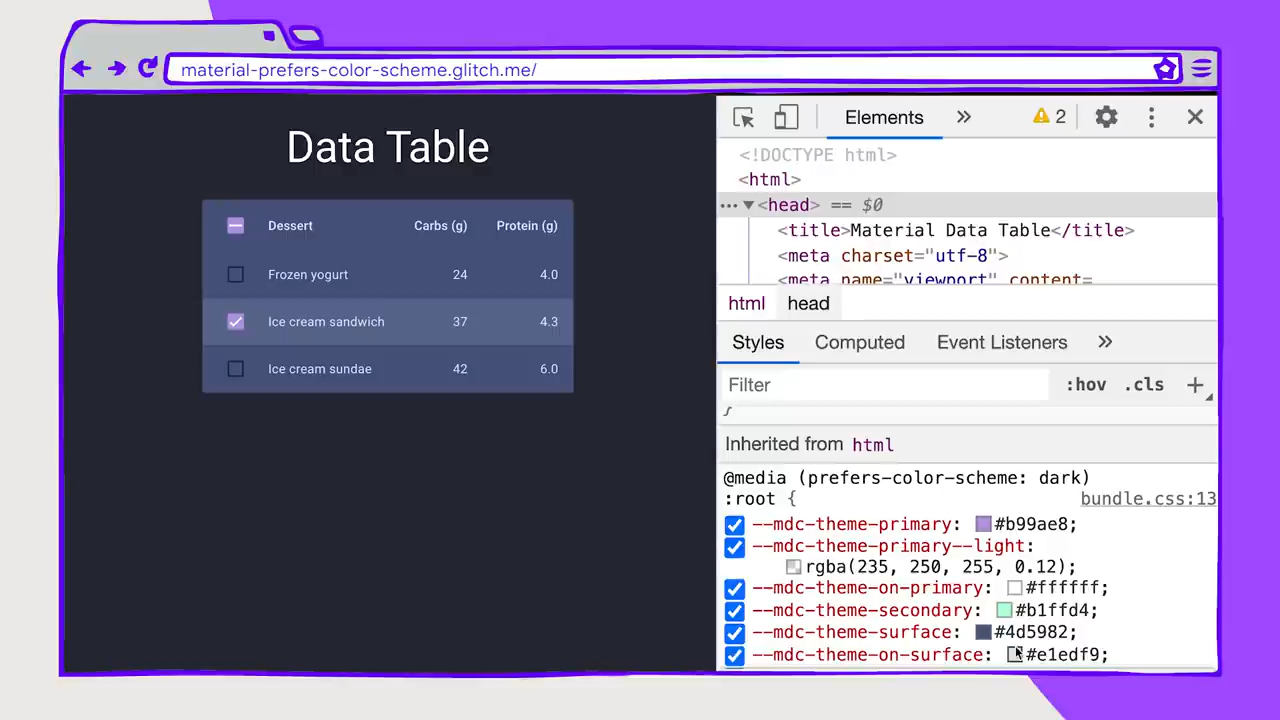 material-prefers-color-scheme.glitch.me/
Data Table
Dessert Carbs (g) Protein (g)
Frozen yogurt 24 4.0
Ice cream sandwich 37 4.3
Ice cream sundae 42 6.0
Elements » 2
<!DOCTYPE html>
<html>
<head> == $0
<title>Material Data Table</title>
<meta charset="utf-8">
<meta name="viewport" content=
html head
Styles Computed Event Listeners »
Filter :hov .cls +
Inherited from html
@media (prefers-color-scheme: dark)
:root { bundle.css:13
--mdc-theme-primary: #b99ae8;
--mdc-theme-primary--light:
rgba(235, 250, 255, 0.12);
--mdc-theme-on-primary: #ffffff;
--mdc-theme-secondary: #b1ffd4;
--mdc-theme-surface: #4d5982;
--mdc-theme-on-surface: #e1edf9;